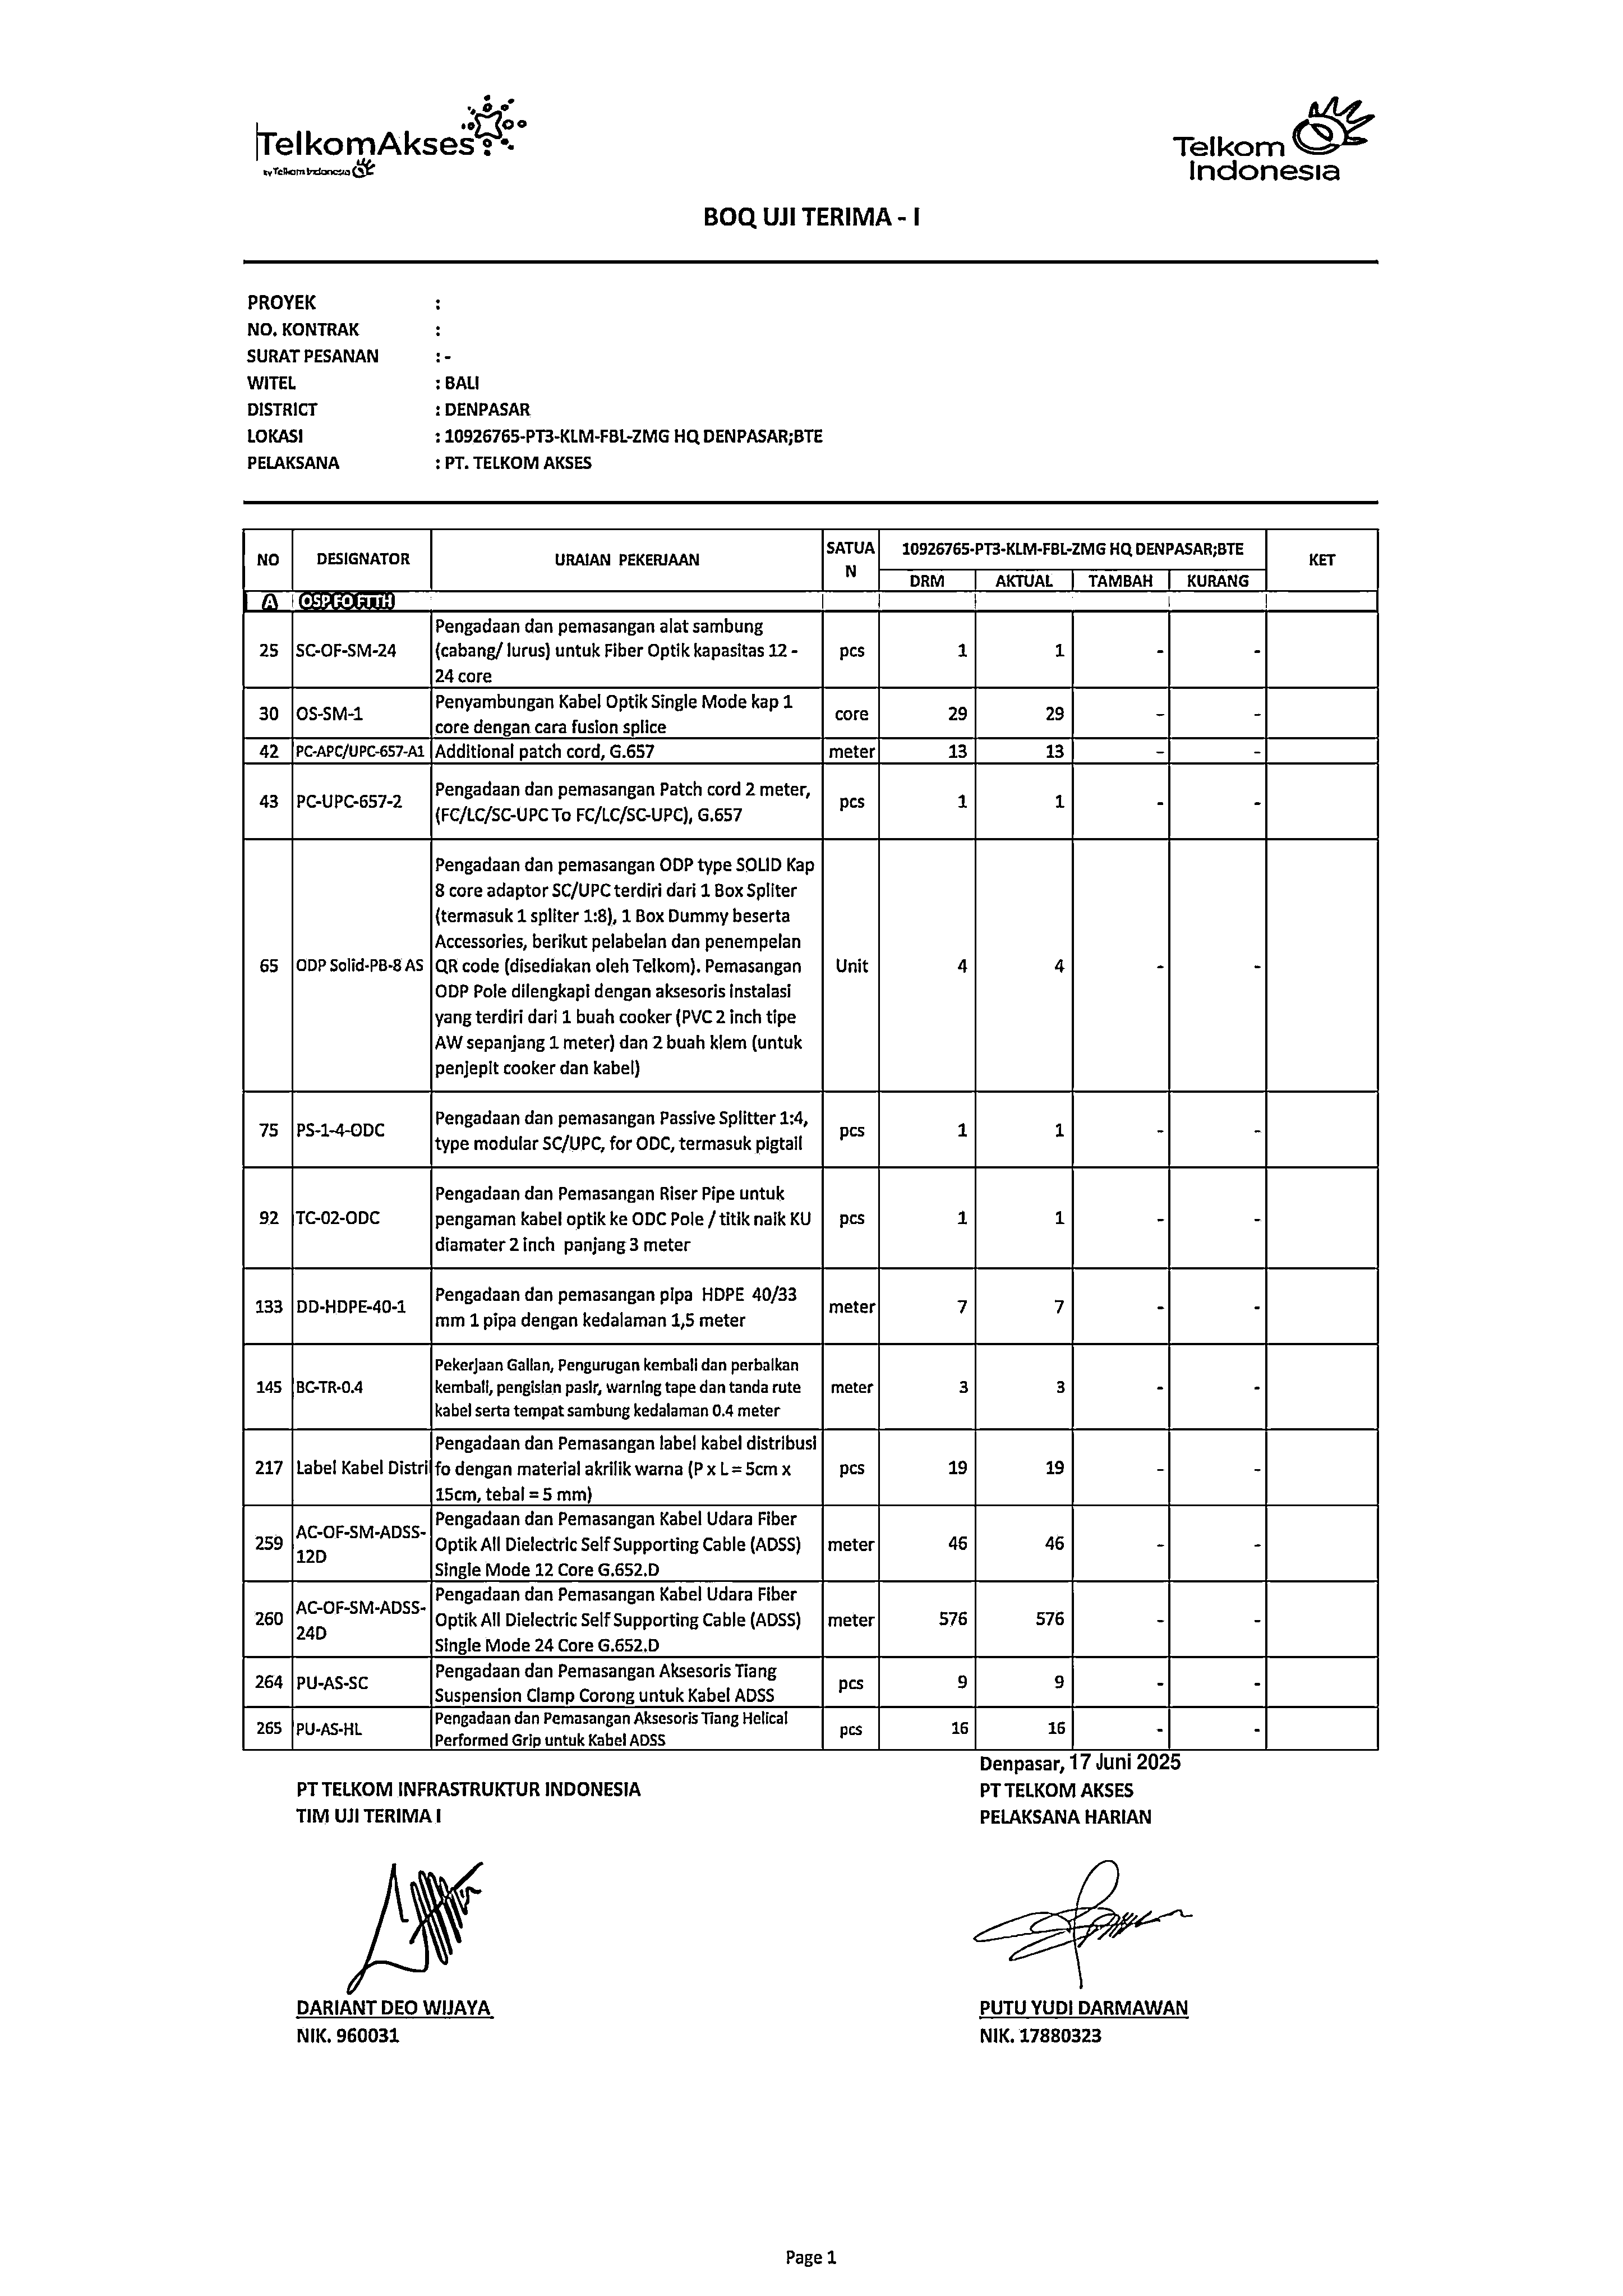 TelkomAkses
by Telkom Indonesia
Telkom
Indonesia
BOQ UJI TERIMA - I
PROYEK :
NO. KONTRAK :
SURAT PESANAN : -
WITEL : BALI
DISTRICT : DENPASAR
LOKASI : 10926765-PT3-KLM-FBL-ZMG HQ DENPASAR;BTE
PELAKSANA : PT. TELKOM AKSES
NO DESIGNATOR URAIAN PEKERJAAN SATUA
N 10926765-PT3-KLM-FBL-ZMG HQ DENPASAR;BTE KET
DRM AKTUAL TAMBAH KURANG
A OSP FO FTTH
Pengadaan dan pemasangan alat sambung
25 SC-OF-SM-24 (cabang/ lurus) untuk Fiber Optik kapasitas 12 - pcs 1 1 - -
24 core
Penyambungan Kabel Optik Single Mode kap 1
30 OS-SM-1 core dengan cara fusion splice core 29 29 - -
42 PC-APC/UPC-657-A1 Additional patch cord, G.657 meter 13 13 - -
Pengadaan dan pemasangan Patch cord 2 meter,
43 PC-UPC-657-2 (FC/LC/SC-UPC To FC/LC/SC-UPC), G.657 pcs 1 1 - -
Pengadaan dan pemasangan ODP type SOLID Kap
8 core adaptor SC/UPC terdiri dari 1 Box Spliter
(termasuk 1 spliter 1:8), 1 Box Dummy beserta
Accessories, berikut pelabelan dan penempelan
65 ODP Solid-PB-8 AS QR code (disediakan oleh Telkom). Pemasangan Unit 4 4 - -
ODP Pole dilengkapi dengan aksesoris instalasi
yang terdiri dari 1 buah cooker (PVC 2 inch tipe
AW sepanjang 1 meter) dan 2 buah klem (untuk
penjepit cooker dan kabel)
Pengadaan dan pemasangan Passive Splitter 1:4,
75 PS-1-4-ODC type modular SC/UPC, for ODC, termasuk pigtail pcs 1 1 - -
Pengadaan dan Pemasangan Riser Pipe untuk
92 TC-02-ODC pengaman kabel optik ke ODC Pole / titik naik KU pcs 1 1 - -
diamater 2 inch panjang 3 meter
Pengadaan dan pemasangan pipa HDPE 40/33
133 DD-HDPE-40-1 mm 1 pipa dengan kedalaman 1,5 meter meter 7 7 - -
Pekerjaan Galian, Pengurugan kembali dan perbaikan
145 BC-TR-0.4 kembali, pengisian pasir, warning tape dan tanda rute meter 3 3 - -
kabel serta tempat sambung kedalaman 0.4 meter
Pengadaan dan Pemasangan label kabel distribusi
217 Label Kabel Distri fo dengan material akrilik warna (P x L = 5cm x pcs 19 19 - -
15cm, tebal = 5 mm)
Pengadaan dan Pemasangan Kabel Udara Fiber
259 AC-OF-SM-ADSS-12D Optik All Dielectric Self Supporting Cable (ADSS) meter 46 46 - -
Single Mode 12 Core G.652.D
Pengadaan dan Pemasangan Kabel Udara Fiber
260 AC-OF-SM-ADSS-24D Optik All Dielectric Self Supporting Cable (ADSS) meter 576 576 - -
Single Mode 24 Core G.652.D
Pengadaan dan Pemasangan Aksesoris Tiang
264 PU-AS-SC Suspension Clamp Corong untuk Kabel ADSS pcs 9 9 - -
Pengadaan dan Pemasangan Aksesoris Tiang Helical
265 PU-AS-HL Performed Grip untuk Kabel ADSS pcs 16 16 - -
Denpasar, 17 Juni 2025
PT TELKOM INFRASTRUKTUR INDONESIA PT TELKOM AKSES
TIM UJI TERIMA I PELAKSANA HARIAN
DARIANT DEO WIJAYA PUTU YUDI DARMAWAN
NIK. 960031 NIK. 17880323
Page 1